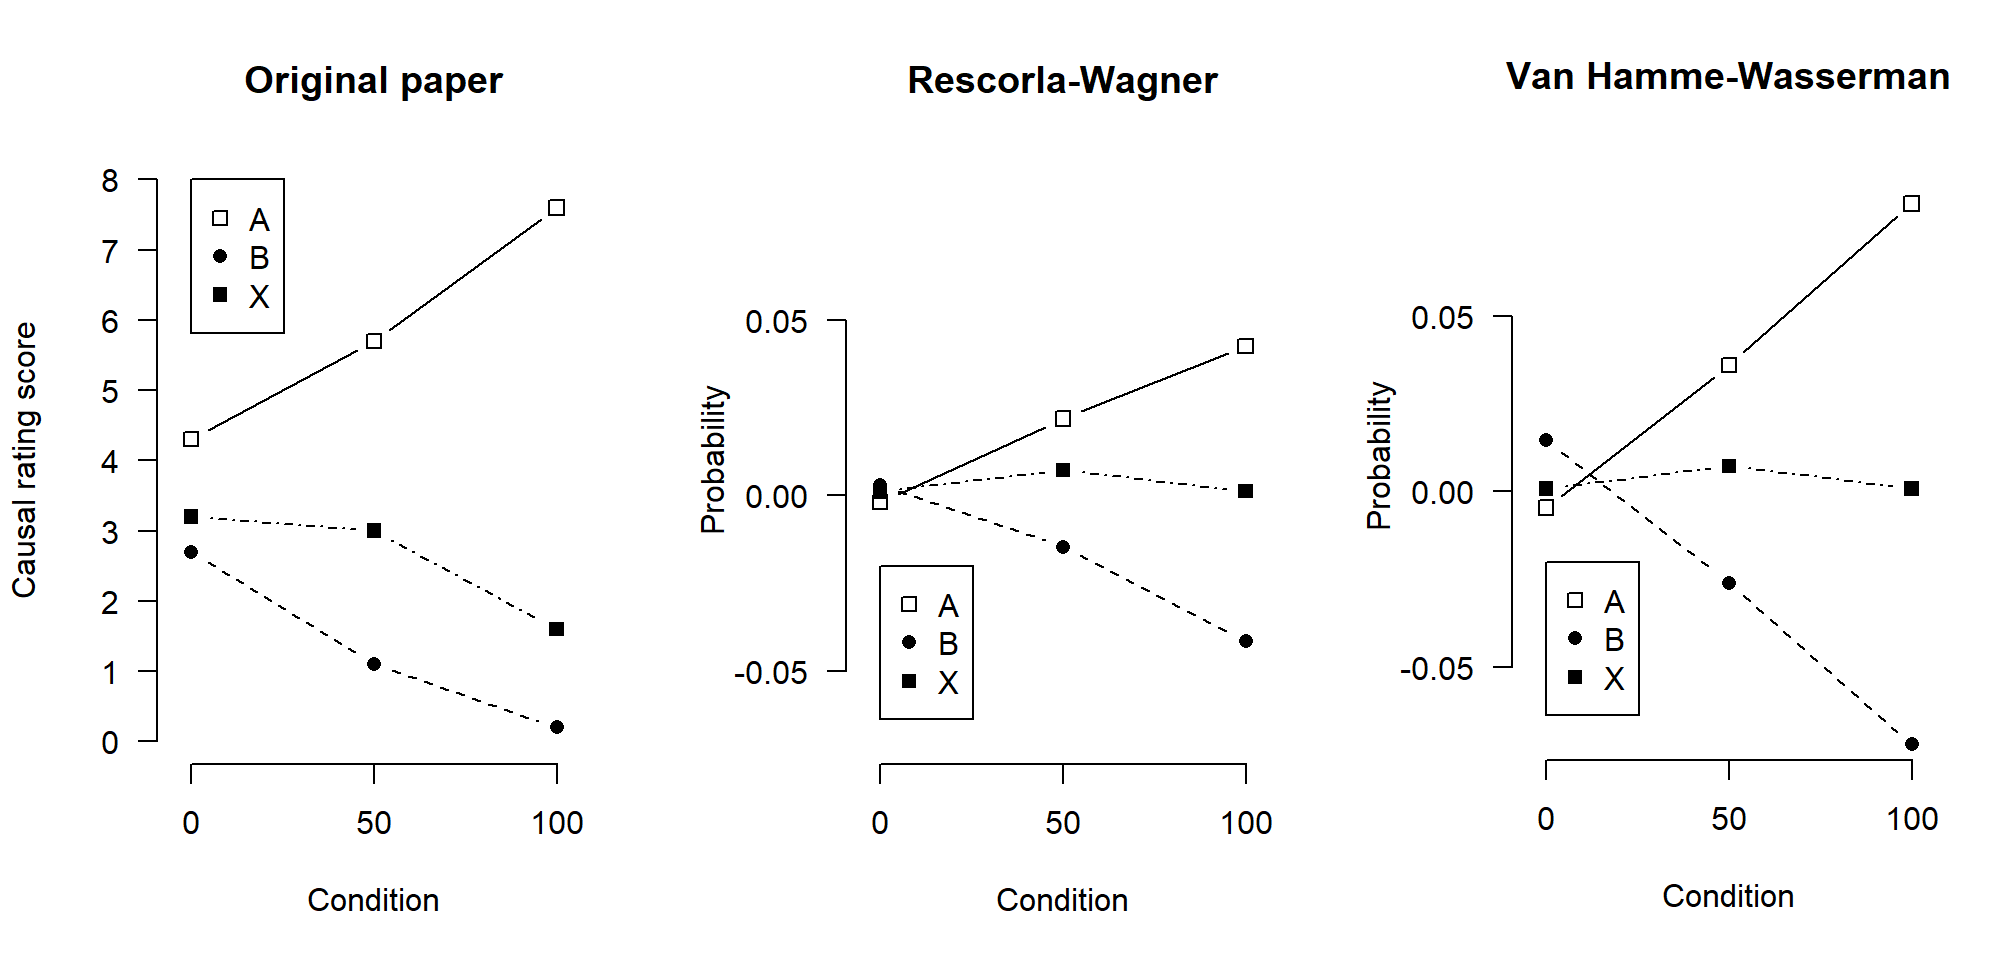 Original paper
Causal rating score
8
7
6
5
4
3
2
1
0
A
B
X
0 50 100
Condition
Rescorla-Wagner
Probability
0.05
0.00
-0.05
A
B
X
0 50 100
Condition
Van Hamme-Wasserman
Probability
0.05
0.00
-0.05
A
B
X
0 50 100
Condition